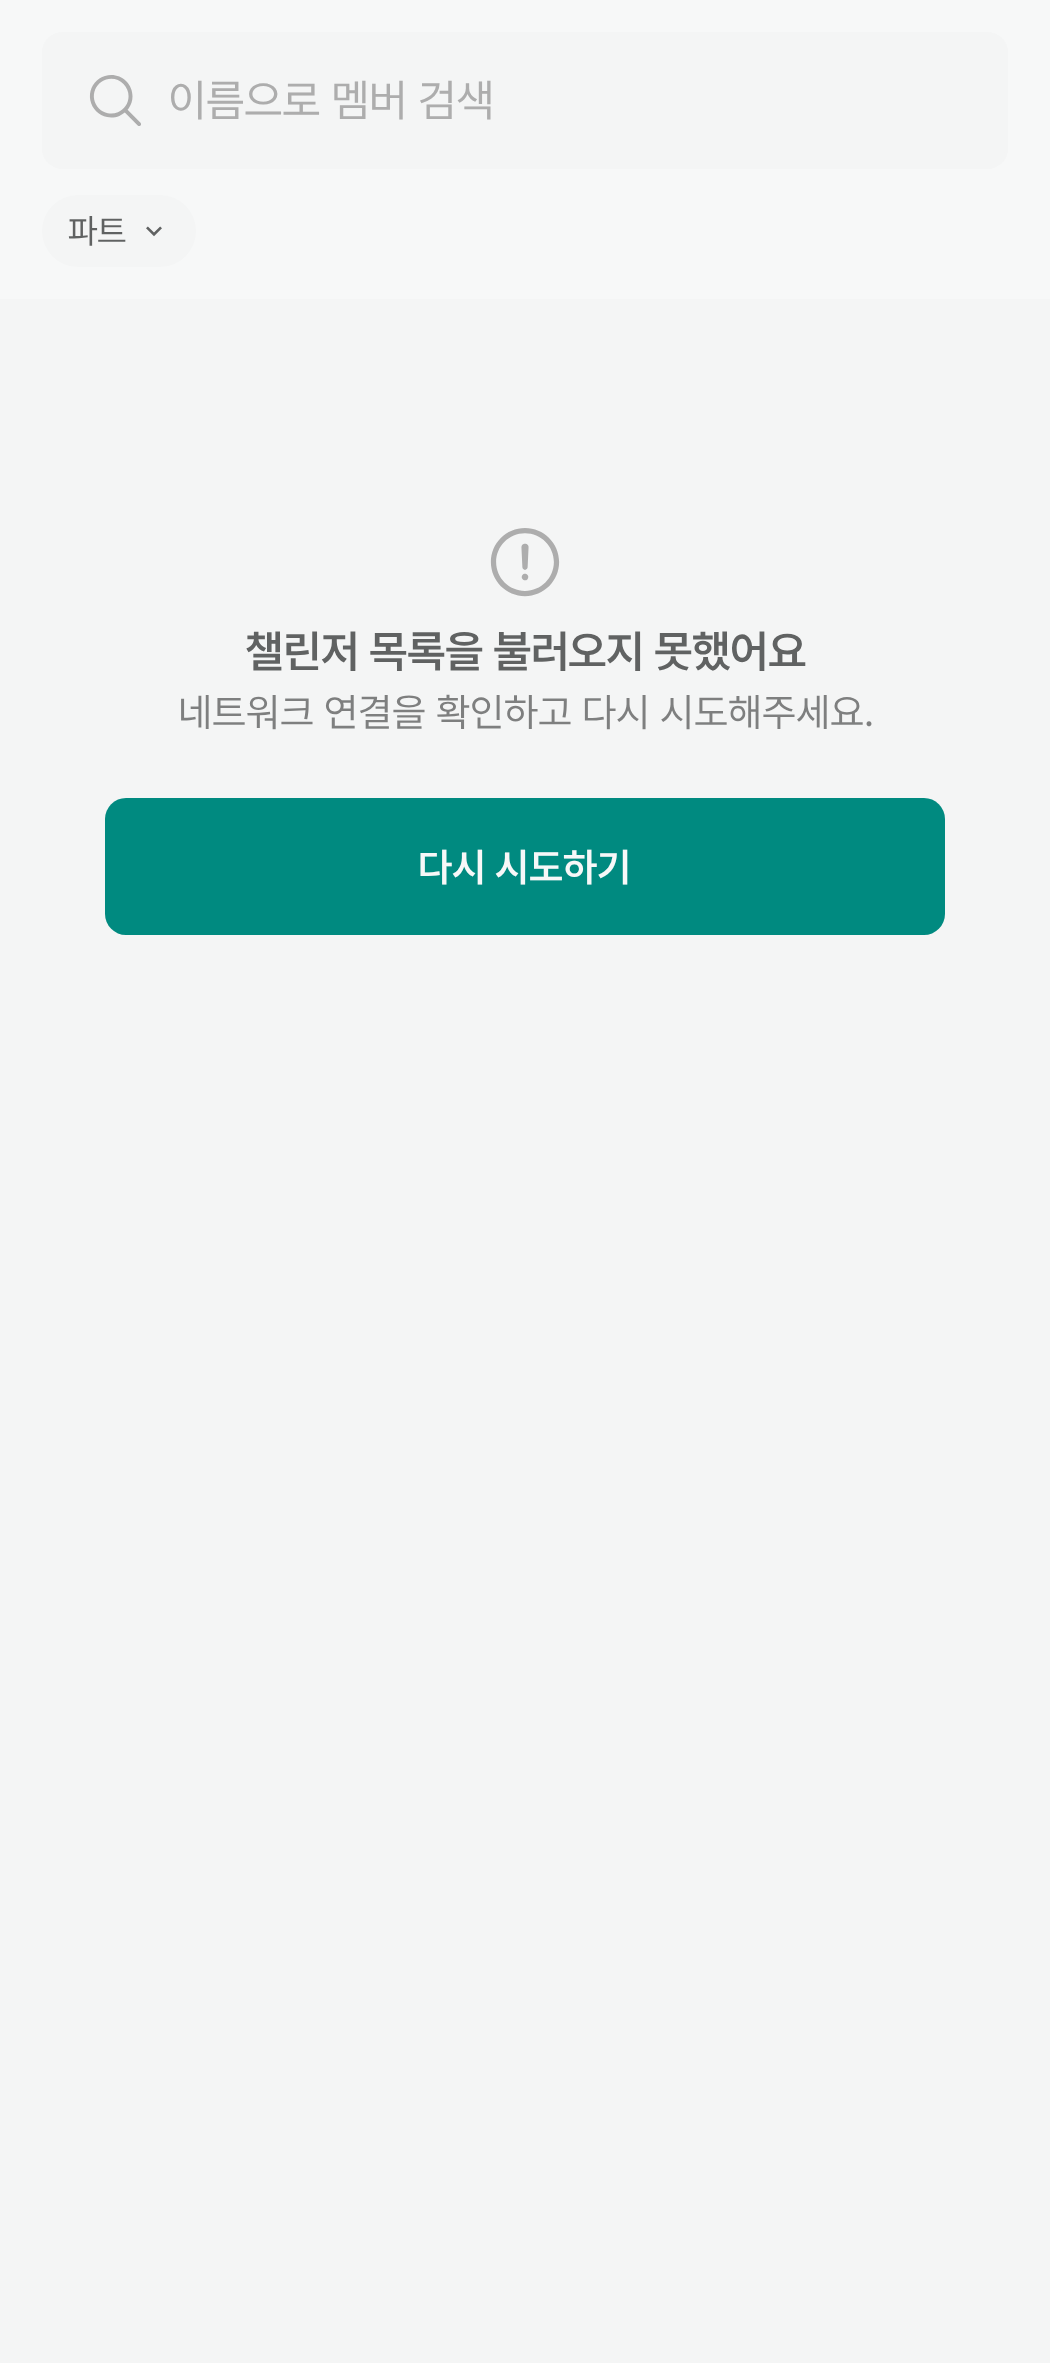 이름으로 멤버 검색
파트
챌린저 목록을 불러오지 못했어요
네트워크 연결을 확인하고 다시 시도해주세요.
다시 시도하기